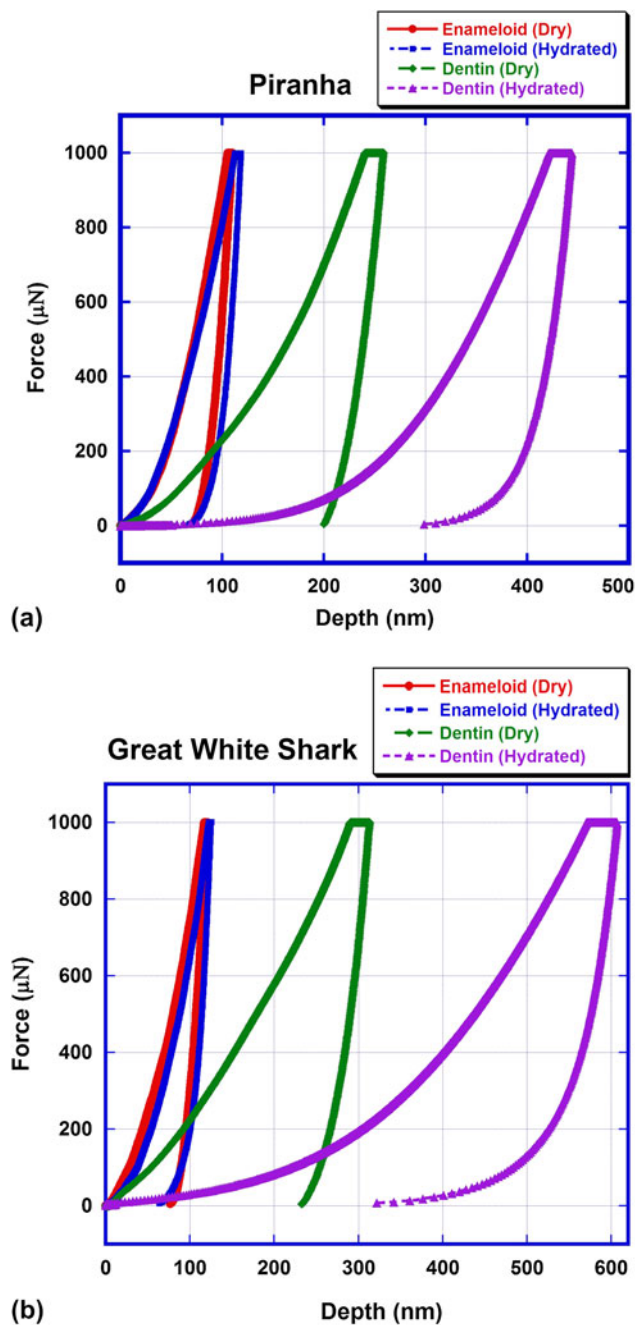 Enameloid (Dry)
Enameloid (Hydrated)
Dentin (Dry)
Dentin (Hydrated)
Piranha
1000
800
600
400
200
0
Force (μN)
0 100 200 300 400 500
Depth (nm)
(a)
Enameloid (Dry)
Enameloid (Hydrated)
Dentin (Dry)
Dentin (Hydrated)
Great White Shark
1000
800
600
400
200
0
Force (μN)
0 100 200 300 400 500 600
Depth (nm)
(b)